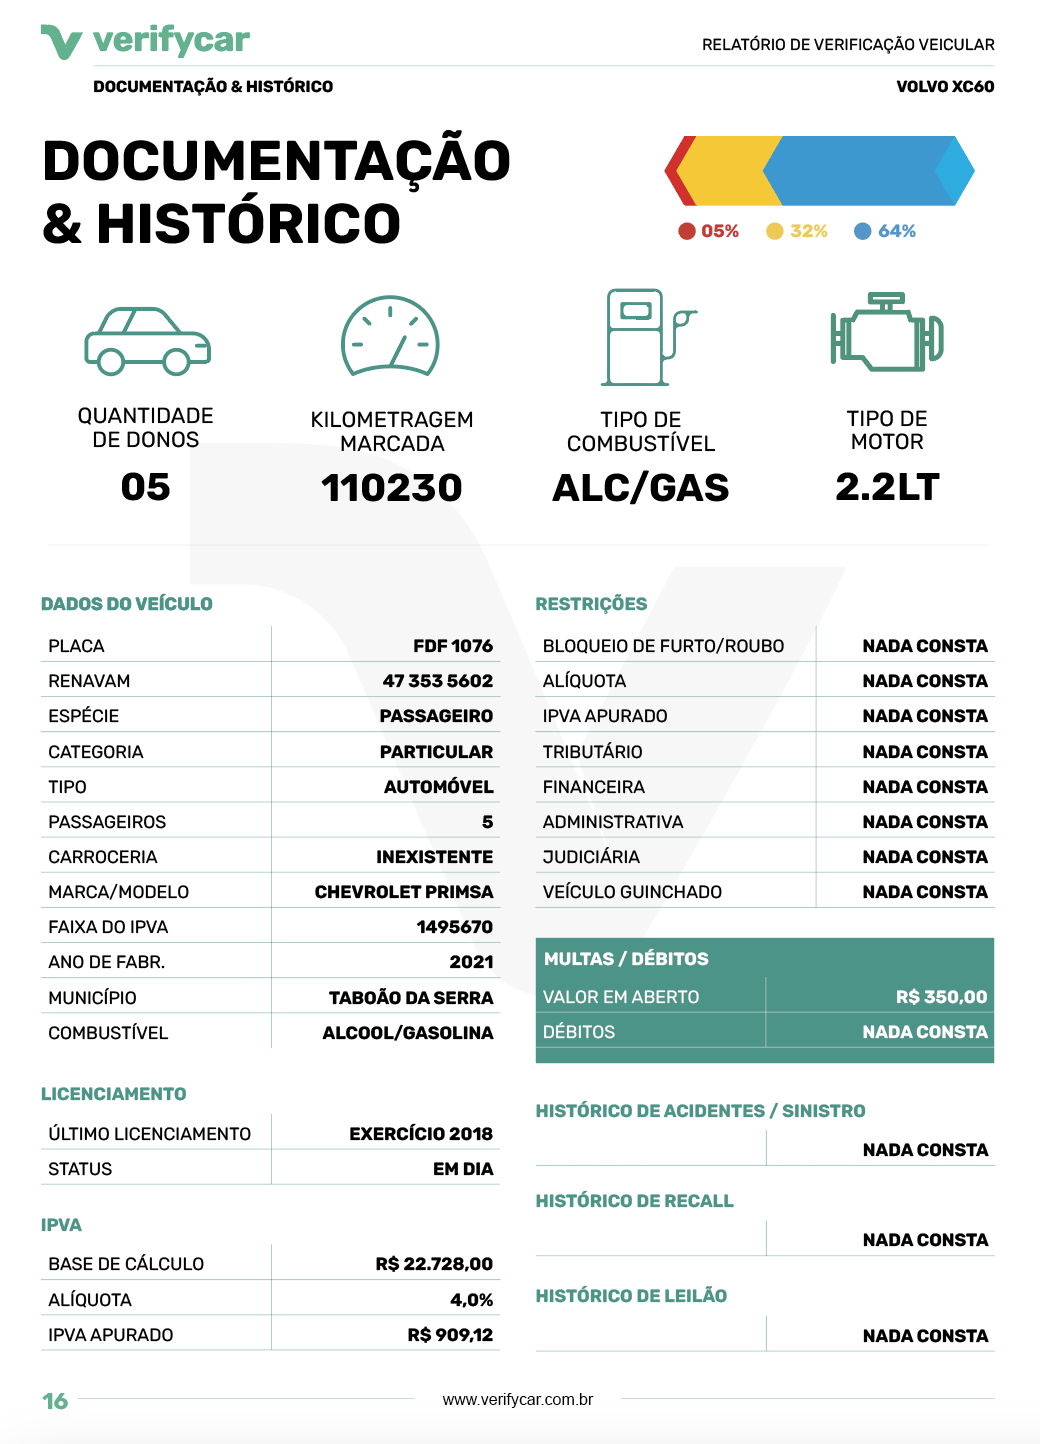 verifycar
RELATÓRIO DE VERIFICAÇÃO VEICULAR
DOCUMENTAÇÃO & HISTÓRICO
VOLVO XC60
DOCUMENTAÇÃO
& HISTÓRICO
05% 32% 64%
QUANTIDADE
DE DONOS
05
KILOMETRAGEM
MARCADA
110230
TIPO DE
COMBUSTÍVEL
ALC/GAS
TIPO DE
MOTOR
2.2LT
DADOS DO VEÍCULO
PLACA FDF 1076
RENAVAM 47 353 5602
ESPÉCIE PASSAGEIRO
CATEGORIA PARTICULAR
TIPO AUTOMÓVEL
PASSAGEIROS 5
CARROCERIA INEXISTENTE
MARCA/MODELO CHEVROLET PRIMSA
FAIXA DO IPVA 1495670
ANO DE FABR. 2021
MUNICÍPIO TABOÃO DA SERRA
COMBUSTÍVEL ALCOOL/GASOLINA
LICENCIAMENTO
ÚLTIMO LICENCIAMENTO EXERCÍCIO 2018
STATUS EM DIA
IPVA
BASE DE CÁLCULO R$ 22.728,00
ALÍQUOTA 4,0%
IPVA APURADO R$ 909,12
RESTRIÇÕES
BLOQUEIO DE FURTO/ROUBO NADA CONSTA
ALÍQUOTA NADA CONSTA
IPVA APURADO NADA CONSTA
TRIBUTÁRIO NADA CONSTA
FINANCEIRA NADA CONSTA
ADMINISTRATIVA NADA CONSTA
JUDICIÁRIA NADA CONSTA
VEÍCULO GUINCHADO NADA CONSTA
MULTAS / DÉBITOS
VALOR EM ABERTO R$ 350,00
DÉBITOS NADA CONSTA
HISTÓRICO DE ACIDENTES / SINISTRO
NADA CONSTA
HISTÓRICO DE RECALL
NADA CONSTA
HISTÓRICO DE LEILÃO
NADA CONSTA
16
www.verifycar.com.br